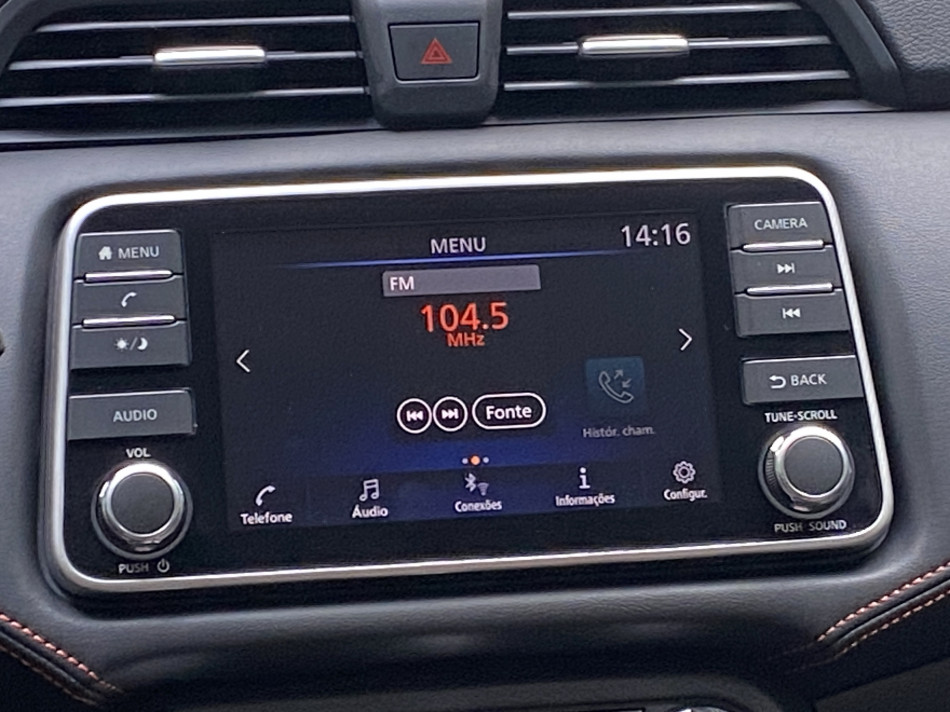 MENU
AUDIO
VOL
PUSH
MENU
14:16
FM
104.5
MHz
Fonte
Histór. cham.
Telefone
Áudio
Conexões
Informações
Configur.
CAMERA
BACK
TUNE-SCROLL
PUSH SOUND